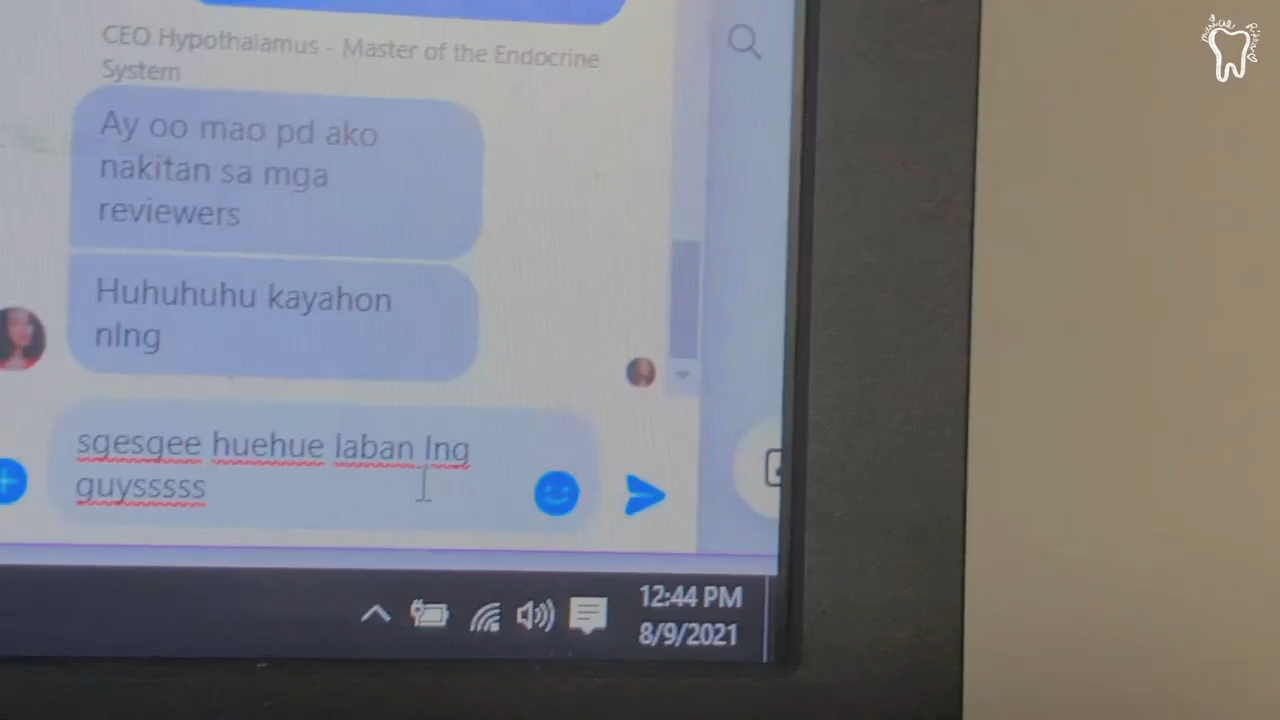 CEO Hypothalamus - Master of the Endocrine
System
Ay oo mao pd ako
nakitan sa mga
reviewers
Huhuhuhu kayahon
nlng
sgesgee huehue laban lng
guysssss
12:44 PM
8/9/2021